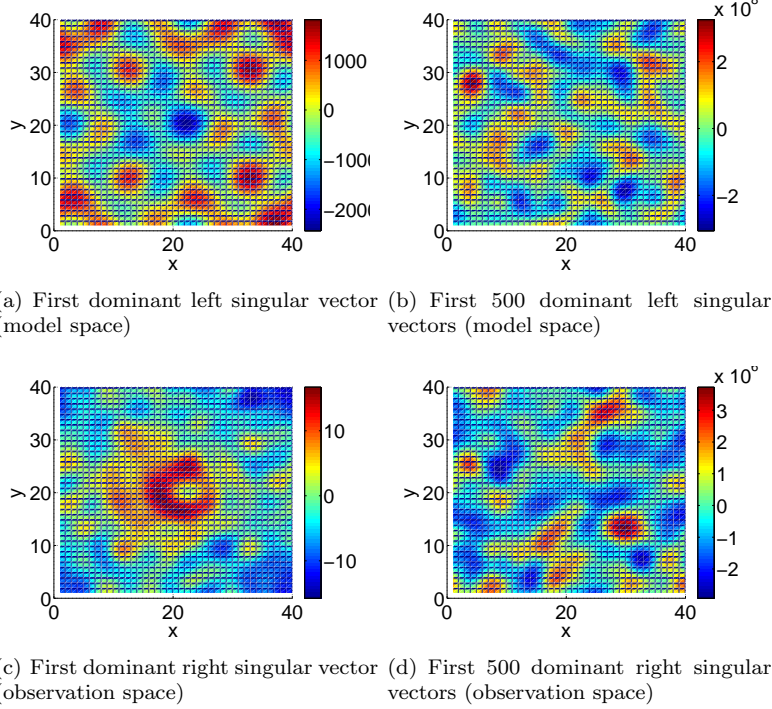 40
30
20
10
0
0
20
40
x
y
1000
0
−1000
−2000
40
30
20
10
0
0
20
40
x
y
x 10
2
0
−2
(a) First dominant left singular vector
(model space)
(b) First 500 dominant left singular
vectors (model space)
40
30
20
10
0
0
20
40
x
y
10
0
−10
40
30
20
10
0
0
20
40
x
y
x 10
3
2
1
0
−1
−2
(c) First dominant right singular vector
(observation space)
(d) First 500 dominant right singular
vectors (observation space)